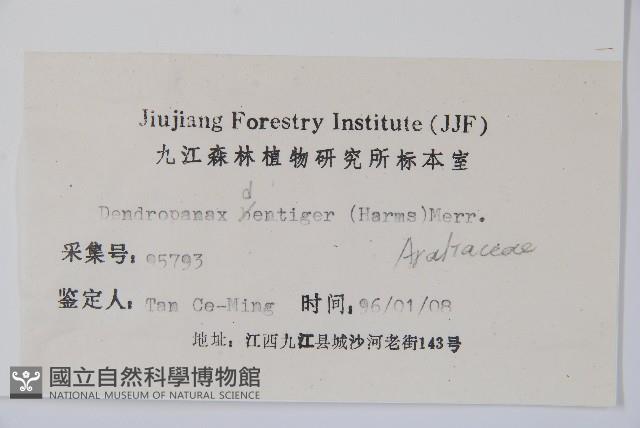 Jiujiang Forestry Institute (JJF)
九江森林植物研究所标本室
d
Dendropanax bentiger (Harms)Merr.
采集号: 95793
Araliaceae
鉴定人: Tan Ce-Ming 时间: 96/01/08
地址: 江西九江县城沙河老街143号
國立自然科學博物館
NATIONAL MUSEUM OF NATURAL SCIENCE